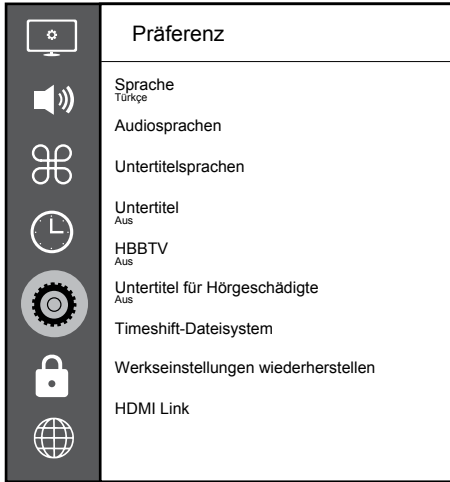 Präferenz
Sprache
Türkçe
Audiosprachen
Untertitelsprachen
Untertitel
Aus
HBBTV
Aus
Untertitel für Hörgeschädigte
Aus
Timeshift-Dateisystem
Werkseinstellungen wiederherstellen
HDMI Link